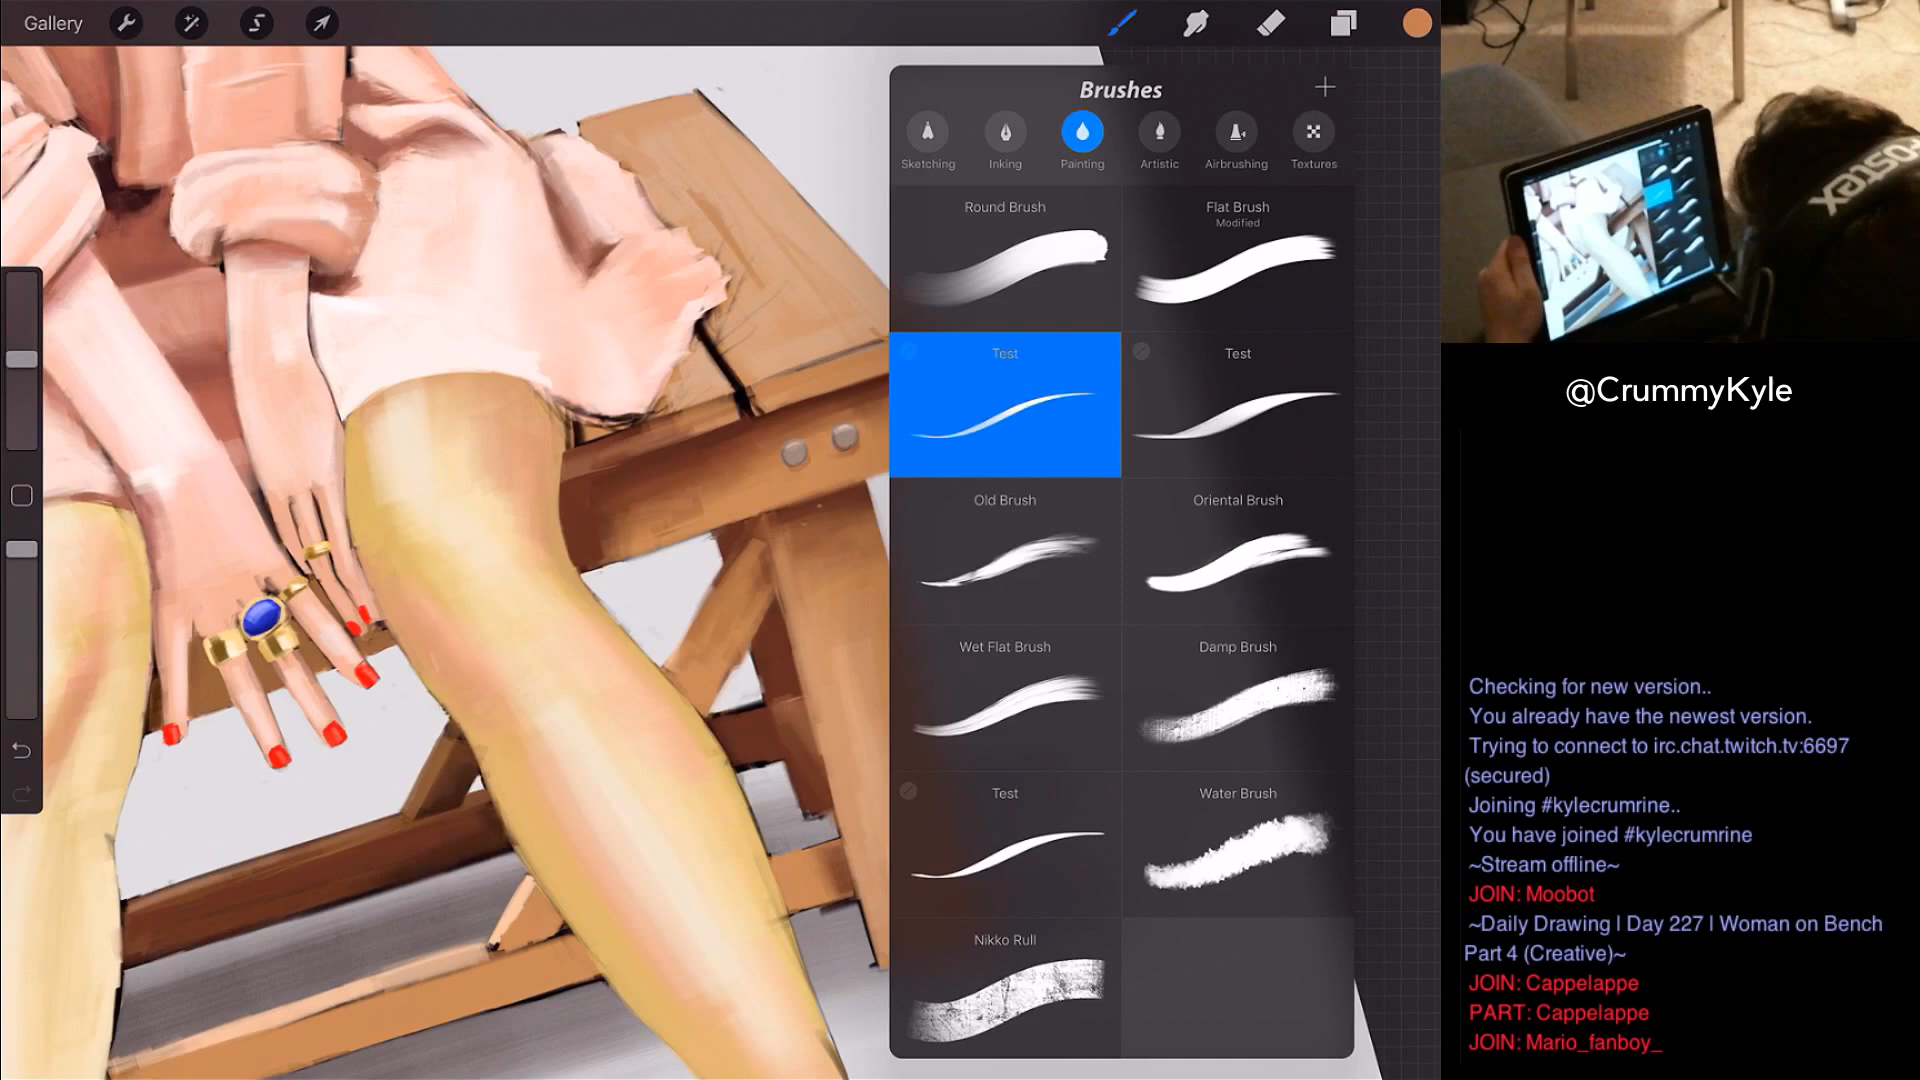 Gallery
Brushes
Sketching
Inking
Painting
Artistic
Airbrushing
Textures
Round Brush
Flat Brush
Modified
Test
Test
Old Brush
Oriental Brush
Wet Flat Brush
Damp Brush
Test
Water Brush
Nikko Rull
FOSTEX
@CrummyKyle
Checking for new version..
You already have the newest version.
Trying to connect to irc.chat.twitch.tv:6697
(secured)
Joining #kylecrumrine..
You have joined #kylecrumrine
~Stream offline~
JOIN: Moobot
~Daily Drawing | Day 227 | Woman on Bench
Part 4 (Creative)~
JOIN: Cappelappe
PART: Cappelappe
JOIN: Mario_fanboy_